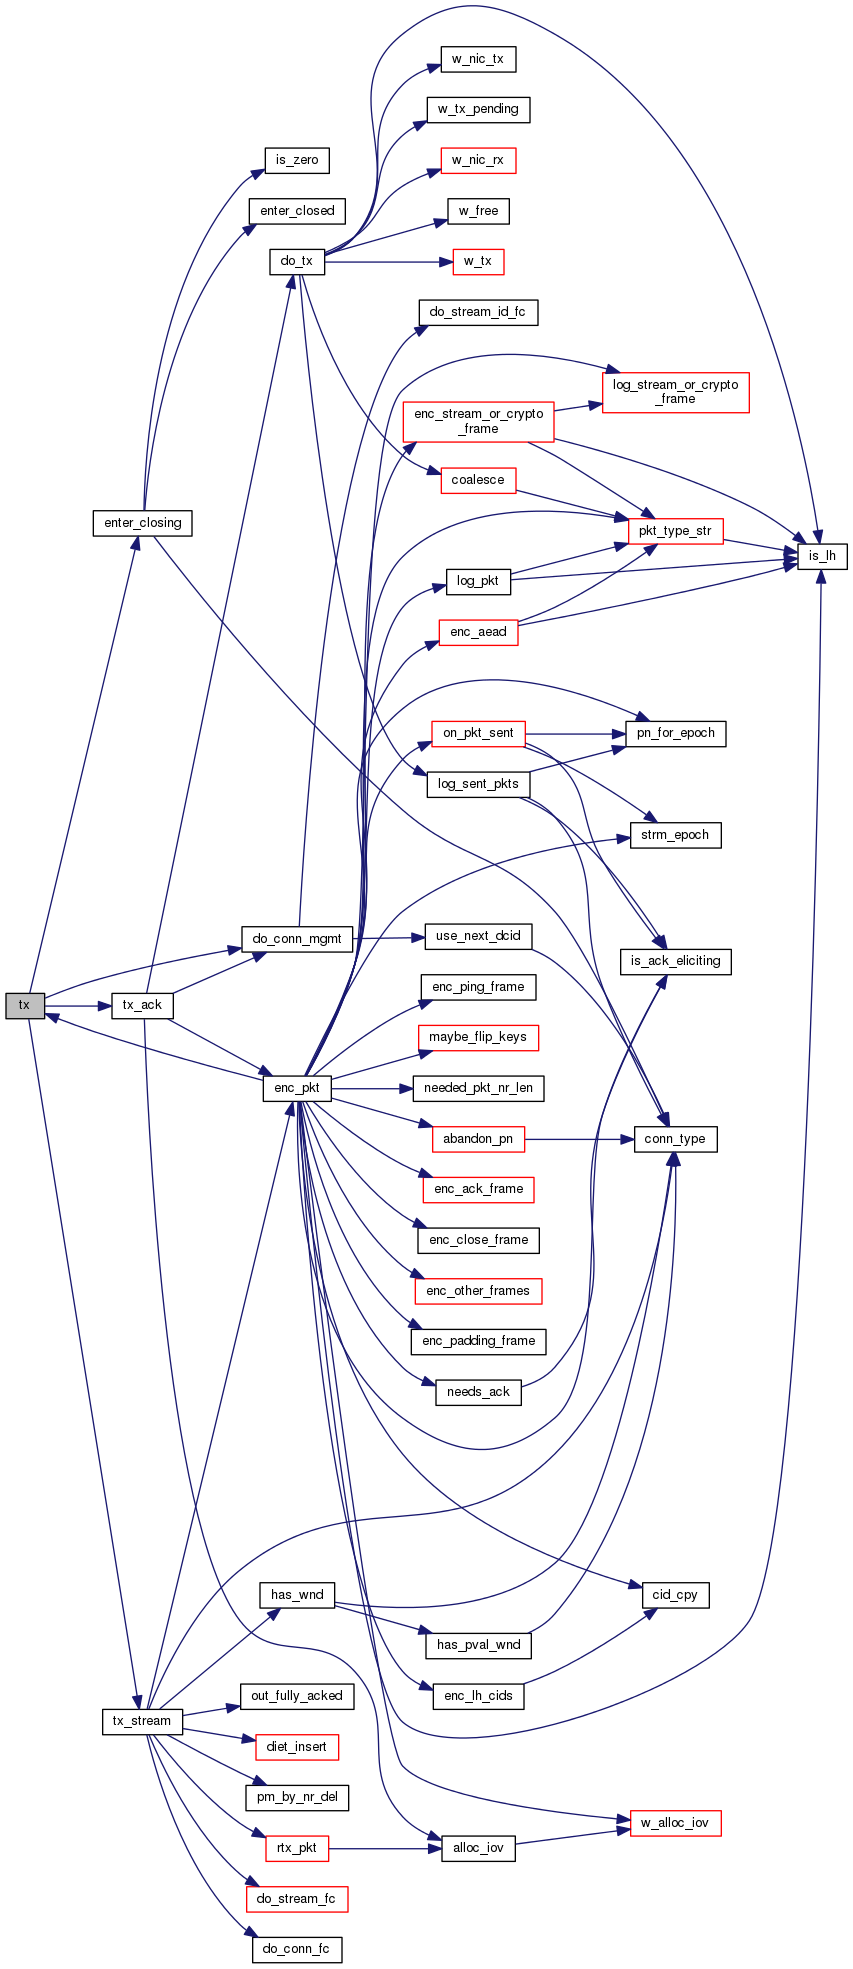 w_nic_tx
w_tx_pending
is_zero
w_nic_rx
enter_closed
w_free
do_tx
w_tx
do_stream_id_fc
log_stream_or_crypto
_frame
enc_stream_or_crypto
_frame
coalesce
enter_closing
pkt_type_str
is_lh
log_pkt
enc_aead
on_pkt_sent
pn_for_epoch
log_sent_pkts
strm_epoch
do_conn_mgmt
use_next_dcid
is_ack_eliciting
enc_ping_frame
tx
tx_ack
maybe_flip_keys
enc_pkt
needed_pkt_nr_len
abandon_pn
conn_type
enc_ack_frame
enc_close_frame
enc_other_frames
enc_padding_frame
needs_ack
has_wnd
cid_cpy
has_pval_wnd
out_fully_acked
enc_lh_cids
tx_stream
diet_insert
pm_by_nr_del
w_alloc_iov
rtx_pkt
alloc_iov
do_stream_fc
do_conn_fc